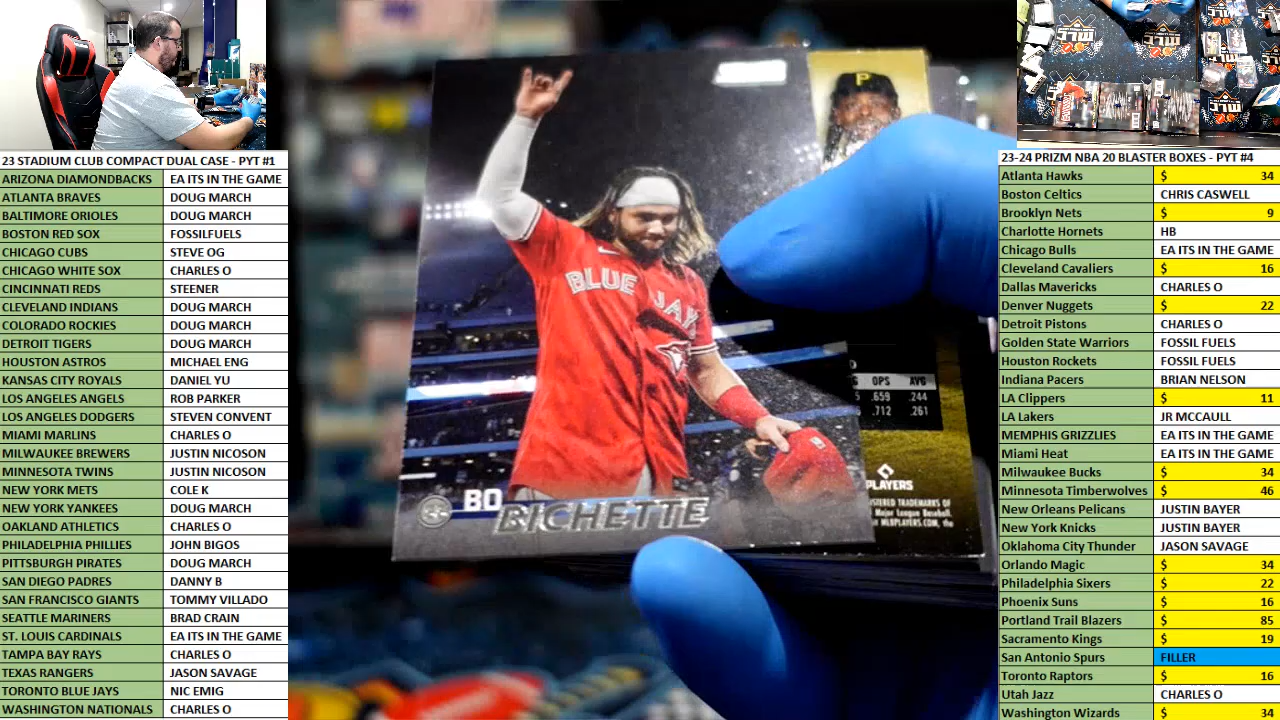 23 STADIUM CLUB COMPACT DUAL CASE - PYT #1
ARIZONA DIAMONDBACKS EA ITS IN THE GAME
ATLANTA BRAVES DOUG MARCH
BALTIMORE ORIOLES DOUG MARCH
BOSTON RED SOX FOSSILFUELS
CHICAGO CUBS STEVE OG
CHICAGO WHITE SOX CHARLES O
CINCINNATI REDS STEENER
CLEVELAND INDIANS DOUG MARCH
COLORADO ROCKIES DOUG MARCH
DETROIT TIGERS DOUG MARCH
HOUSTON ASTROS MICHAEL ENG
KANSAS CITY ROYALS DANIEL YU
LOS ANGELES ANGELS ROB PARKER
LOS ANGELES DODGERS STEVEN CONVENT
MIAMI MARLINS CHARLES O
MILWAUKEE BREWERS JUSTIN NICOSON
MINNESOTA TWINS JUSTIN NICOSON
NEW YORK METS COLE K
NEW YORK YANKEES DOUG MARCH
OAKLAND ATHLETICS CHARLES O
PHILADELPHIA PHILLIES JOHN BIGOS
PITTSBURGH PIRATES DOUG MARCH
SAN DIEGO PADRES DANNY B
SAN FRANCISCO GIANTS TOMMY VILLADO
SEATTLE MARINERS BRAD CRAIN
ST. LOUIS CARDINALS EA ITS IN THE GAME
TAMPA BAY RAYS CHARLES O
TEXAS RANGERS JASON SAVAGE
TORONTO BLUE JAYS NIC EMIG
WASHINGTON NATIONALS CHARLES O
P
BLUE JAYS
BO BICHETTE
OPS AVG
.659 .244
.712 .261
PLAYERS
TRADEMARKS OF
Major League Baseball.
MLBPLAYERS.COM, the
23-24 PRIZM NBA 20 BLASTER BOXES - PYT #4
Atlanta Hawks $ 34
Boston Celtics CHRIS CASWELL
Brooklyn Nets $ 9
Charlotte Hornets HB
Chicago Bulls EA ITS IN THE GAME
Cleveland Cavaliers $ 16
Dallas Mavericks CHARLES O
Denver Nuggets $ 22
Detroit Pistons CHARLES O
Golden State Warriors FOSSIL FUELS
Houston Rockets FOSSIL FUELS
Indiana Pacers BRIAN NELSON
LA Clippers $ 11
LA Lakers JR MCCAULL
MEMPHIS GRIZZLIES EA ITS IN THE GAME
Miami Heat EA ITS IN THE GAME
Milwaukee Bucks $ 34
Minnesota Timberwolves $ 46
New Orleans Pelicans JUSTIN BAYER
New York Knicks JUSTIN BAYER
Oklahoma City Thunder JASON SAVAGE
Orlando Magic $ 34
Philadelphia Sixers $ 22
Phoenix Suns $ 16
Portland Trail Blazers $ 85
Sacramento Kings $ 19
San Antonio Spurs FILLER
Toronto Raptors $ 16
Utah Jazz CHARLES O
Washington Wizards $ 34